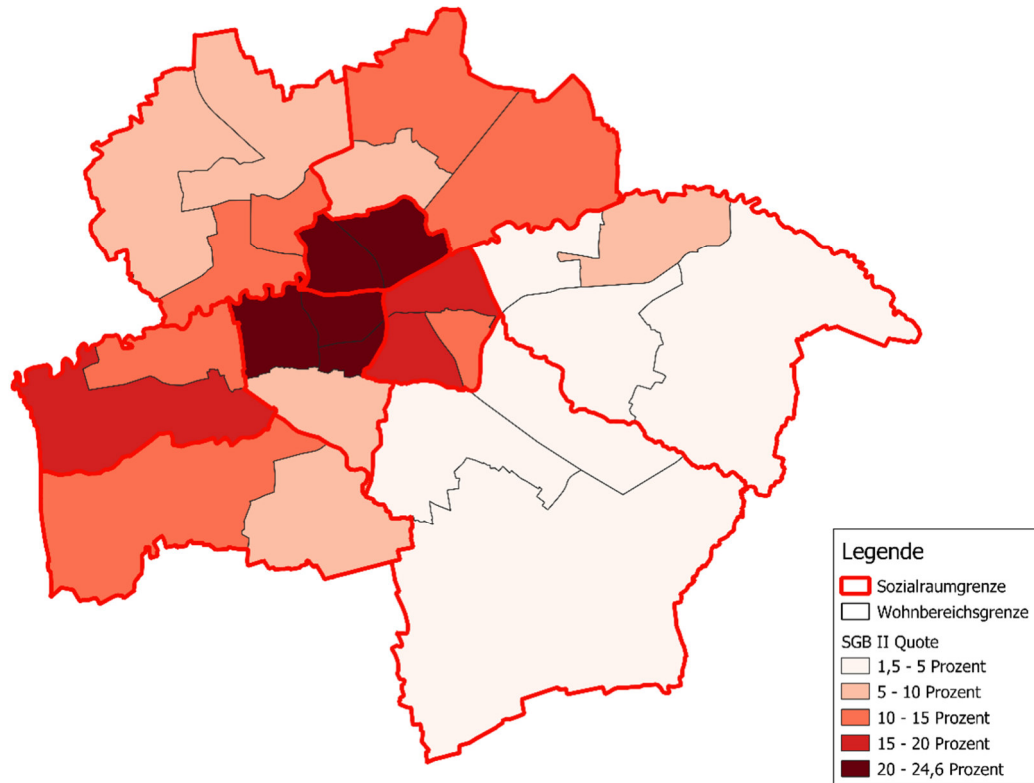 Legende
Sozialraumgrenze
Wohnbereichsgrenze
SGB II Quote
1,5 - 5 Prozent
5 - 10 Prozent
10 - 15 Prozent
15 - 20 Prozent
20 - 24,6 Prozent